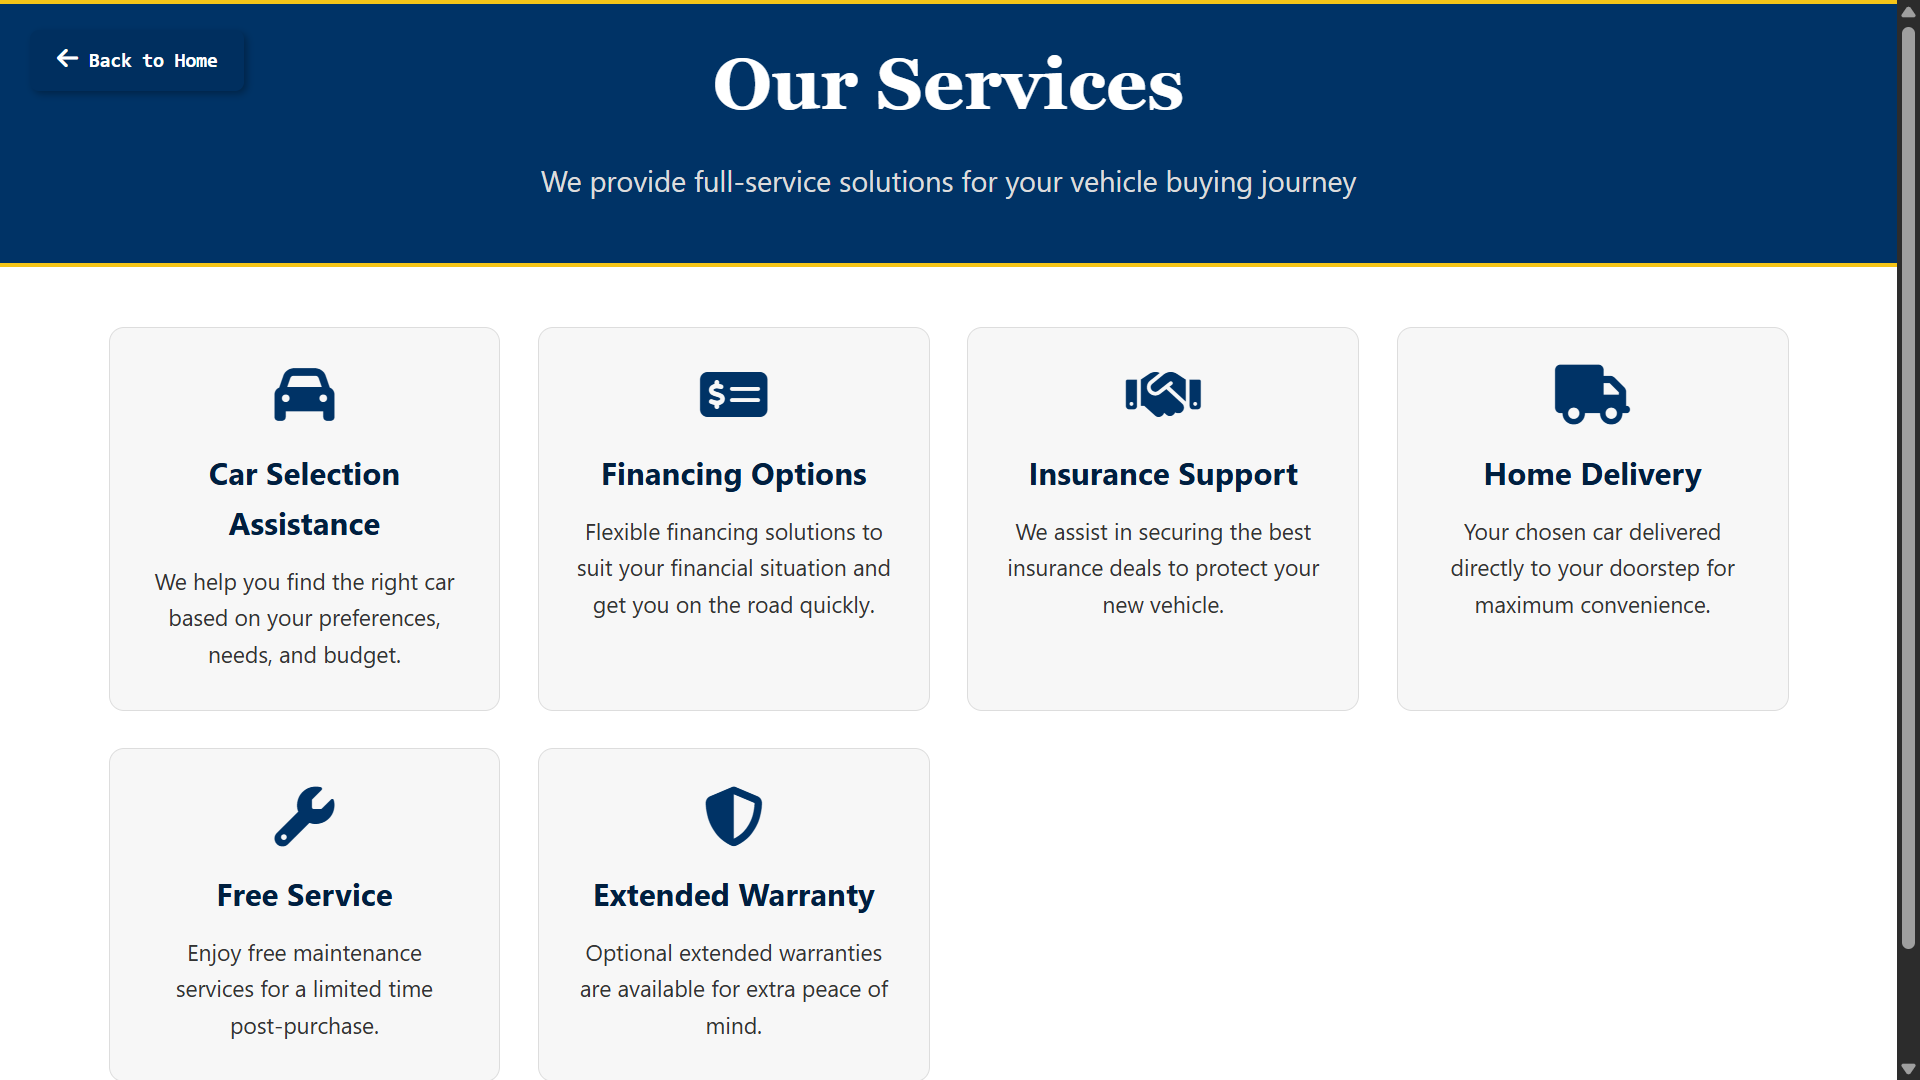 Back to Home
Our Services
We provide full-service solutions for your vehicle buying journey
Car Selection
Assistance
We help you find the right car
based on your preferences,
needs, and budget.
$
Financing Options
Flexible financing solutions to
suit your financial situation and
get you on the road quickly.
Insurance Support
We assist in securing the best
insurance deals to protect your
new vehicle.
Home Delivery
Your chosen car delivered
directly to your doorstep for
maximum convenience.
Free Service
Enjoy free maintenance
services for a limited time
post-purchase.
Extended Warranty
Optional extended warranties
are available for extra peace of
mind.